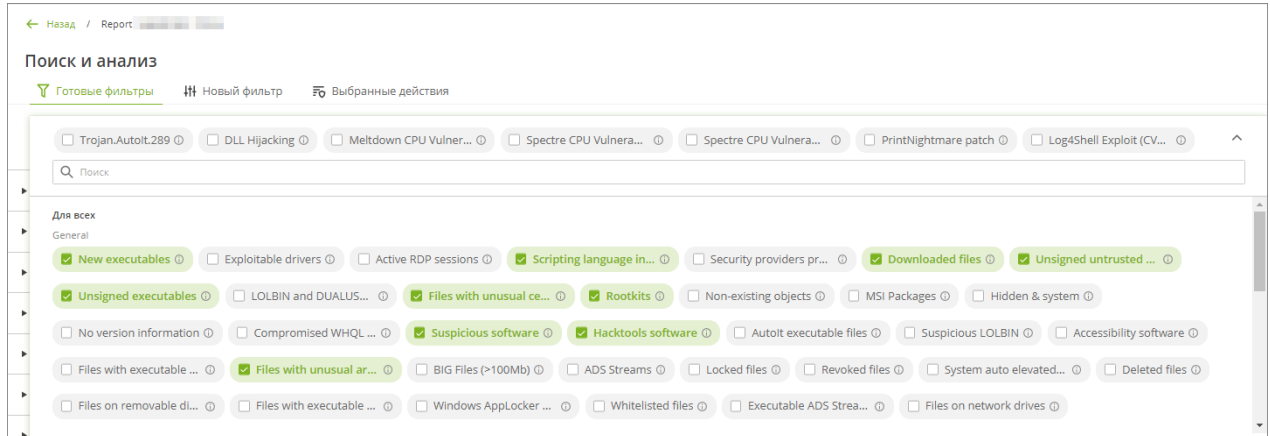 Назад / Report
Поиск и анализ
Готовые фильтры Новый фильтр Выбранные действия
Trojan.AutoIt.289 DLL Hijacking Meltdown CPU Vulner... Spectre CPU Vulnera... Spectre CPU Vulnera... PrintNightmare patch Log4Shell Exploit (CV...
Поиск
Для всех
General
New executables Exploitable drivers Active RDP sessions Scripting language in... Security providers pr... Downloaded files Unsigned untrusted ...
Unsigned executables LOLBIN and DUALUS... Files with unusual ce... Rootkits Non-existing objects MSI Packages Hidden & system
No version information Compromised WHQL ... Suspicious software Hacktools software AutoIt executable files Suspicious LOLBIN Accessibility software
Files with executable ... Files with unusual ar... BIG Files (>100Mb) ADS Streams Locked files Revoked files System auto elevated... Deleted files
Files on removable di... Files with executable ... Windows AppLocker ... Whitelisted files Executable ADS Strea... Files on network drives